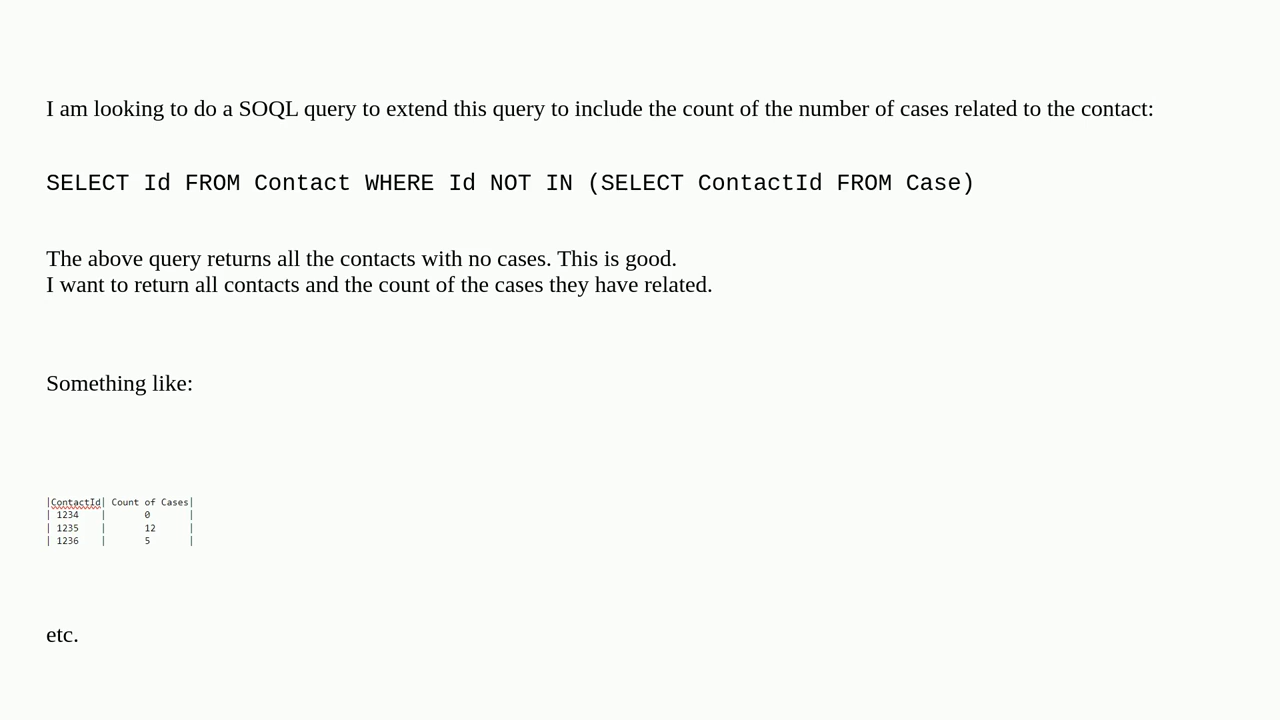 I am looking to do a SOQL query to extend this query to include the count of the number of cases related to the contact:
SELECT Id FROM Contact WHERE Id NOT IN (SELECT ContactId FROM Case)
The above query returns all the contacts with no cases. This is good.
I want to return all contacts and the count of the cases they have related.
Something like:
|ContactId| Count of Cases|
| 1234 | 0 |
| 1235 | 12 |
| 1236 | 5 |
etc.